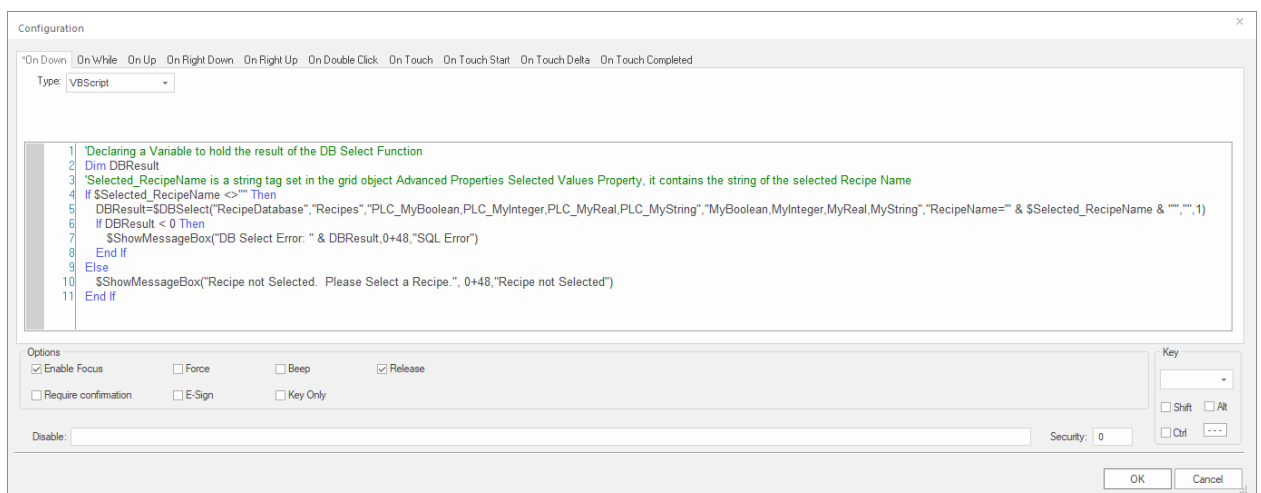 Configuration
*On Down On While On Up On Right Down On Right Up On Double Click On Touch On Touch Start On Touch Delta On Touch Completed
Type: VBScript
1 'Declaring a Variable to hold the result of the DB Select Function
2 Dim DBResult
3 'Selected_RecipeName is a string tag set in the grid object Advanced Properties Selected Values Property, it contains the string of the selected Recipe Name
4 If $Selected_RecipeName <>"" Then
5 DBResult=$DBSelect("RecipeDatabase","Recipes","PLC_MyBoolean,PLC_MyInteger,PLC_MyReal,PLC_MyString","MyBoolean,MyInteger,MyReal,MyString","RecipeName='" & $Selected_RecipeName & "'","",1)
6 If DBResult < 0 Then
7 $ShowMessageBox("DB Select Error: " & DBResult,0+48,"SQL Error")
8 End If
9 Else
10 $ShowMessageBox("Recipe not Selected.  Please Select a Recipe.", 0+48,"Recipe not Selected")
11 End If
Options
Enable Focus Force Beep Release
Require confirmation E-Sign Key Only
Key
Shift Alt
Ctrl ---
Disable: Security: 0
OK Cancel